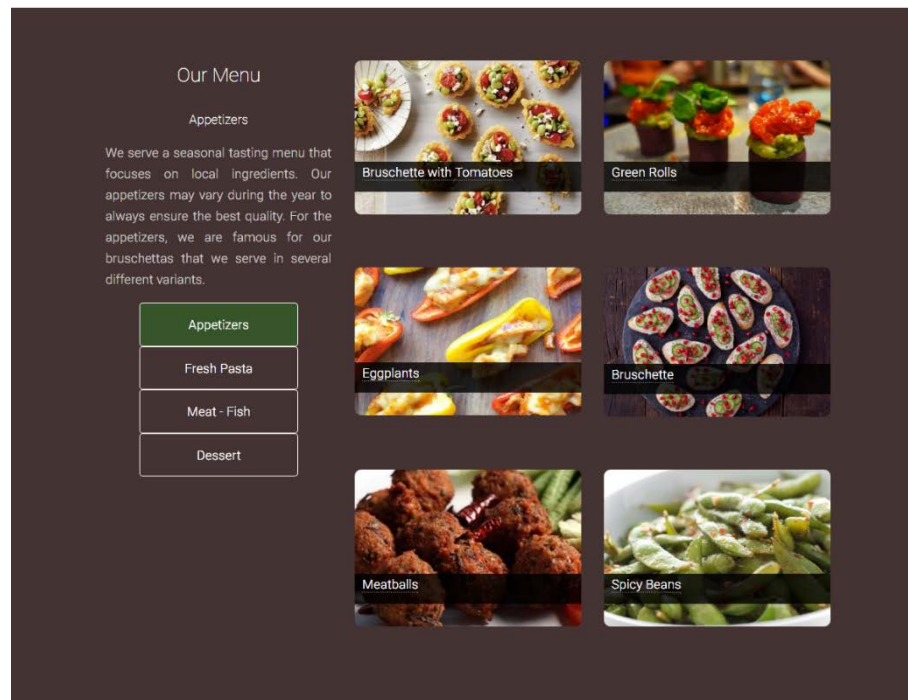 Our Menu
Appetizers
We serve a seasonal tasting menu that
focuses on local ingredients. Our
appetizers may vary during the year to
always ensure the best quality. For the
appetizers, we are famous for our
bruschettas that we serve in several
different variants.
Appetizers
Fresh Pasta
Meat - Fish
Dessert
Bruschette with Tomatoes
Green Rolls
Eggplants
Bruschette
Meatballs
Spicy Beans